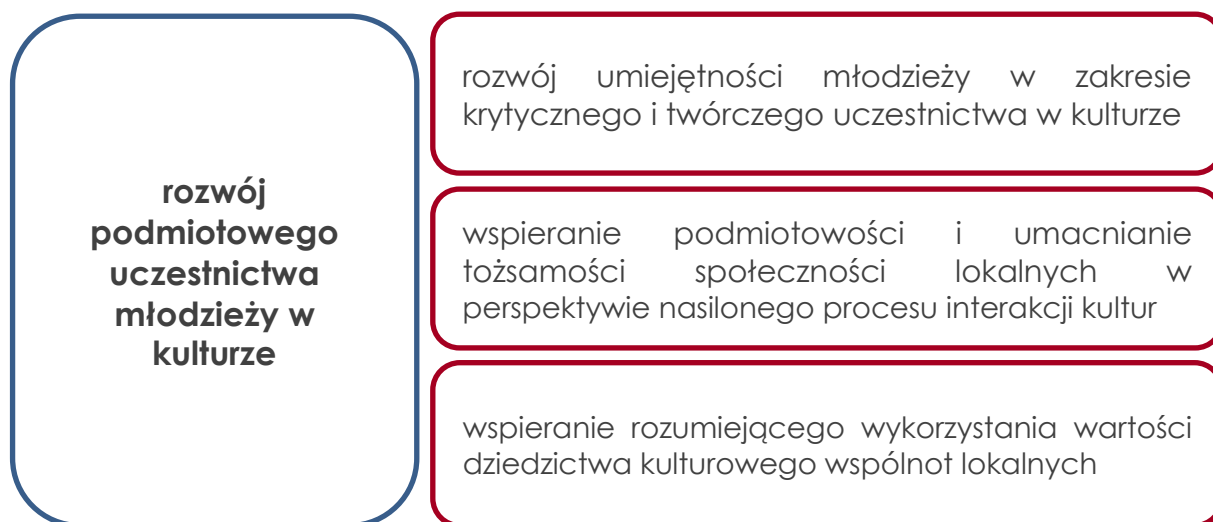 rozwój
podmiotowego
uczestnictwa
młodzieży w
kulturze
rozwój umiejętności młodzieży w zakresie
krytycznego i twórczego uczestnictwa w kulturze
wspieranie podmiotowości i umacnianie
tożsamości społeczności lokalnych w
perspektywie nasilonego procesu interakcji kultur
wspieranie rozumiejącego wykorzystania wartości
dziedzictwa kulturowego wspólnot lokalnych